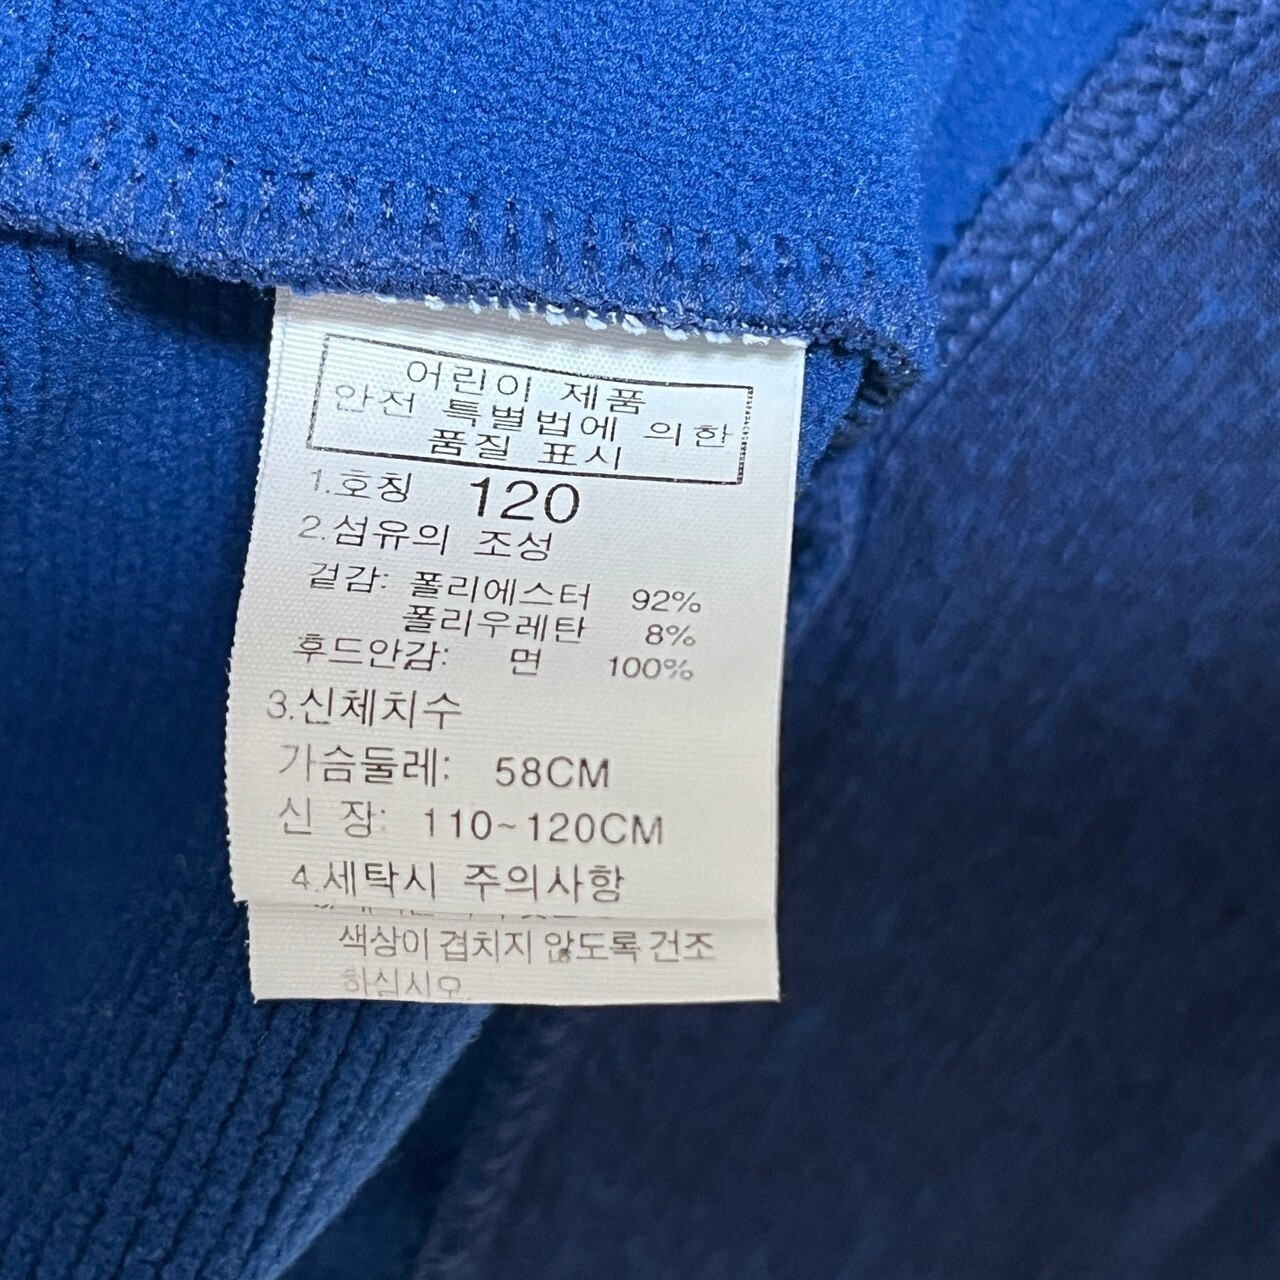 어린이 제품
안전 특별법에 의한
품질 표시
1.호칭 120
2.섬유의 조성
겉감: 폴리에스터 92%
폴리우레탄 8%
후드안감: 면 100%
3.신체치수
가슴둘레: 58CM
신 장: 110~120CM
4.세탁시 주의사항
색상이 겹치지 않도록 건조
하십시오